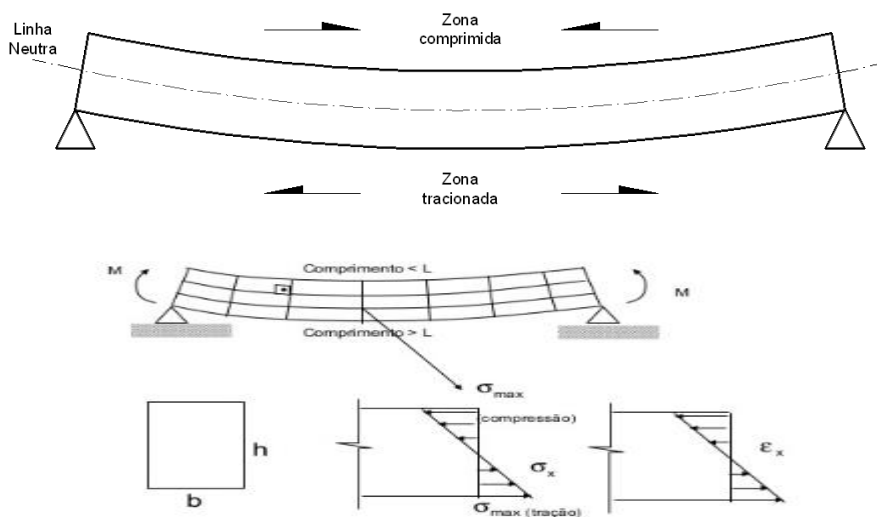 Linha
Neutra
Zona
comprimida
Zona
tracionada
M
Comprimento < L
M
Comprimento > L
σmax
(compressão)
h
σx
εx
b
σmax (tração)